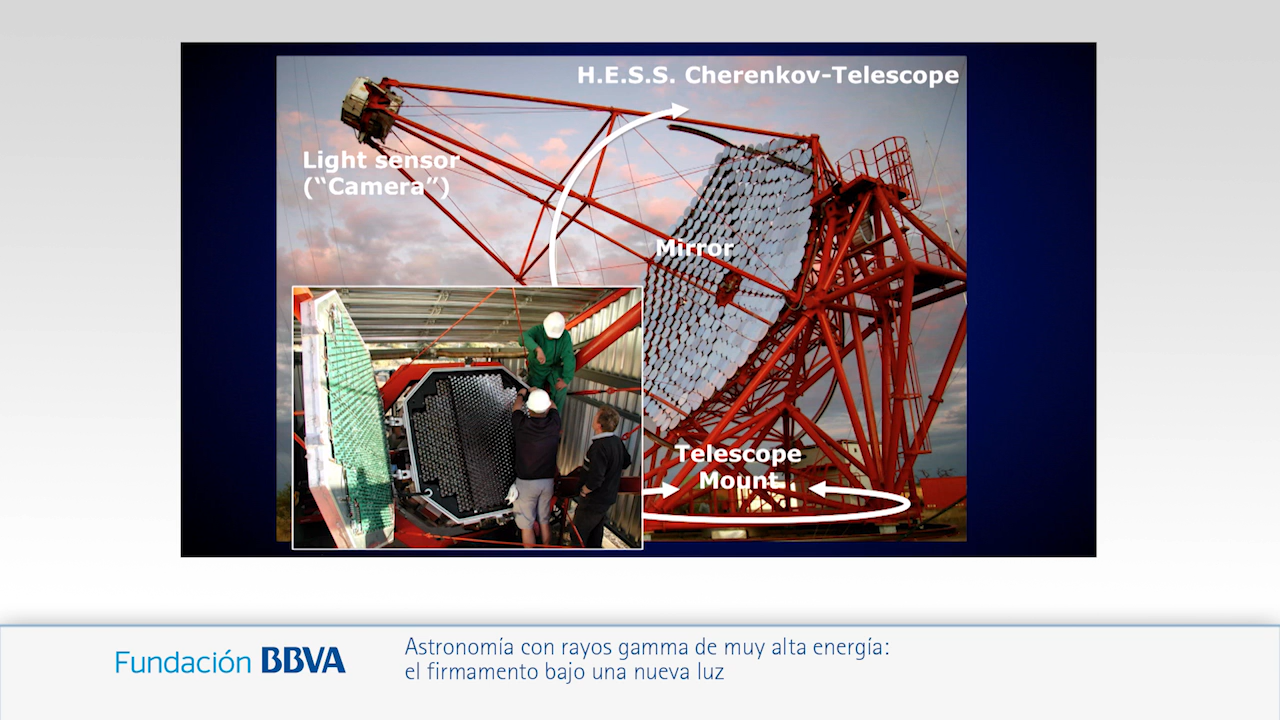 H.E.S.S. Cherenkov-Telescope
Light sensor
(“Camera”)
Mirror
Telescope
Mount
Fundación BBVA
Astronomía con rayos gamma de muy alta energía:
el firmamento bajo una nueva luz